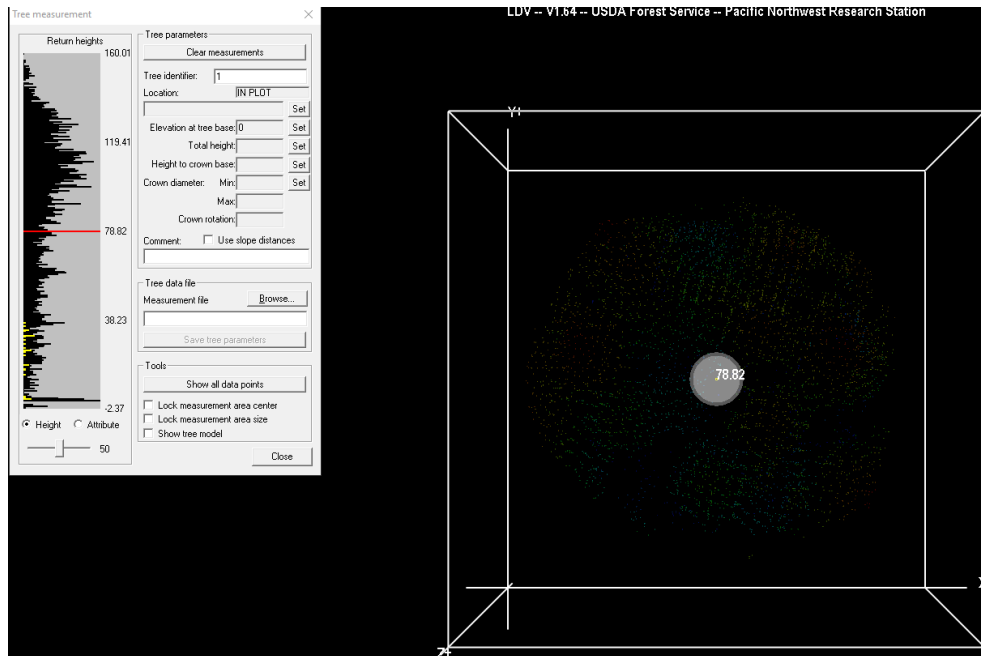 Tree measurement
LDV -- V1.64 -- USDA Forest Service -- Pacific Northwest Research Station
Return heights
160.01
119.41
78.82
38.23
-2.37
Height
Attribute
50
Tree parameters
Clear measurements
Tree identifier: 1
Location: IN PLOT
Set
Elevation at tree base: 0 Set
Total height: Set
Height to crown base: Set
Crown diameter: Min: Set
Max:
Crown rotation:
Comment: Use slope distances
Tree data file
Measurement file Browse...
Save tree parameters
Tools
Show all data points
Lock measurement area center
Lock measurement area size
Show tree model
Close
Y+
78.82
X
Z+